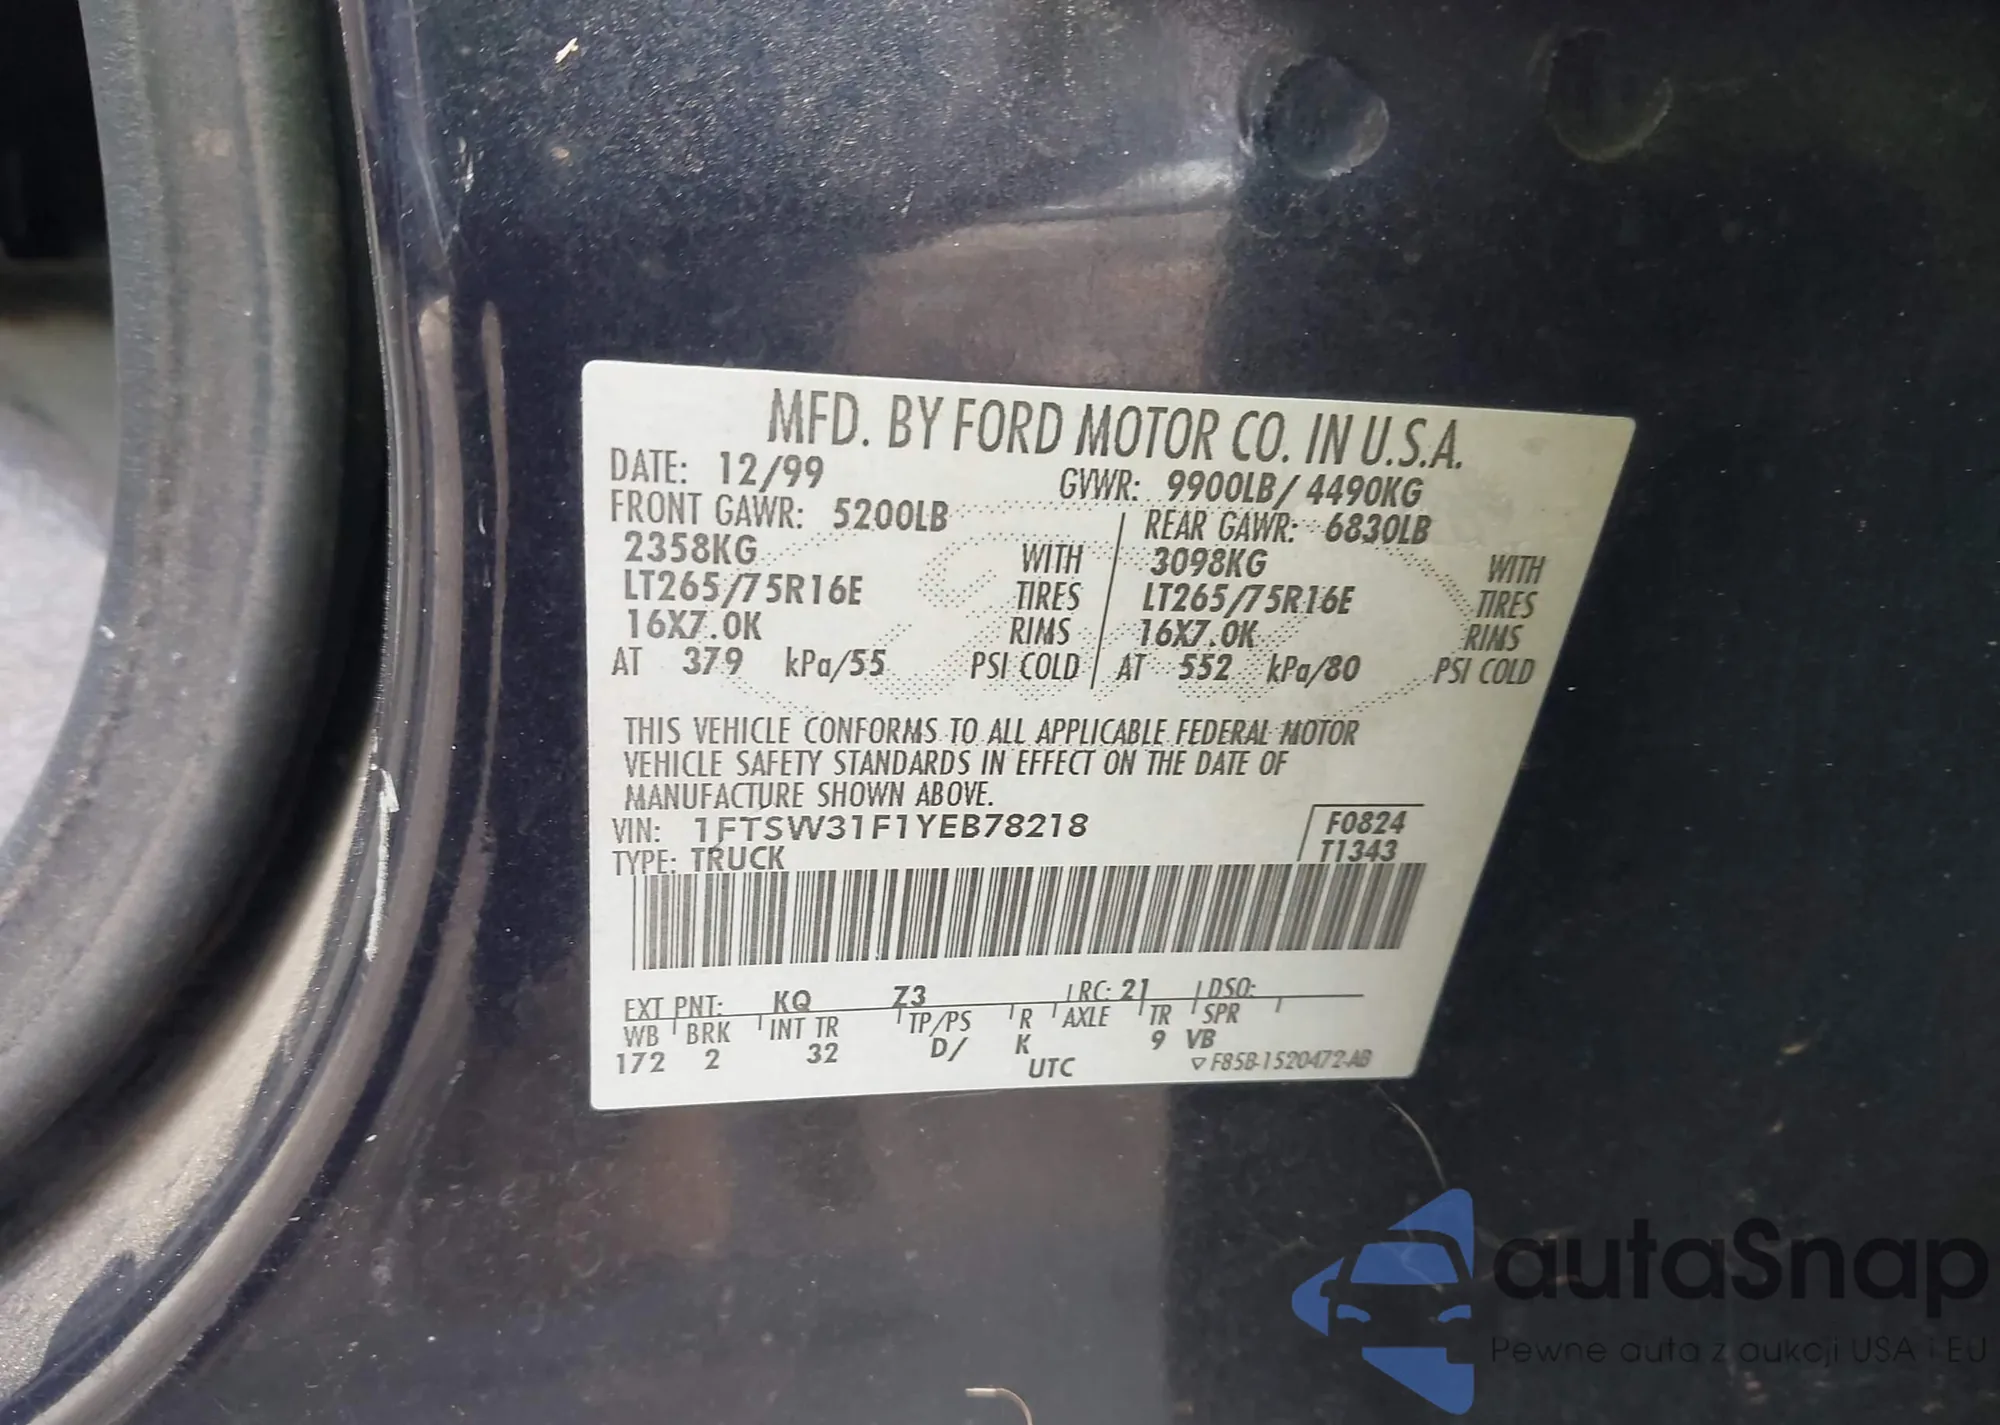 MFD. BY FORD MOTOR CO. IN U.S.A.
DATE: 12/99 GVWR: 9900LB/ 4490KG
FRONT GAWR: 5200LB REAR GAWR: 6830LB
2358KG WITH 3098KG WITH
LT265/75R16E TIRES LT265/75R16E TIRES
16X7.0K RIMS 16X7.0K RIMS
AT 379 kPa/55 PSI COLD AT 552 kPa/80 PSI COLD
THIS VEHICLE CONFORMS TO ALL APPLICABLE FEDERAL MOTOR
VEHICLE SAFETY STANDARDS IN EFFECT ON THE DATE OF
MANUFACTURE SHOWN ABOVE.
VIN: 1FTSW31F1YEB78218 F0824
TYPE: TRUCK T1343
EXT PNT: KQ Z3 RC: 21 DSO:
WB BRK INT TR TP/PS R AXLE TR SPR
172 2 32 D/ K 9 VB
UTC F85B-1520472-AB
autaSnap
Pewne auta z aukcji USA i EU